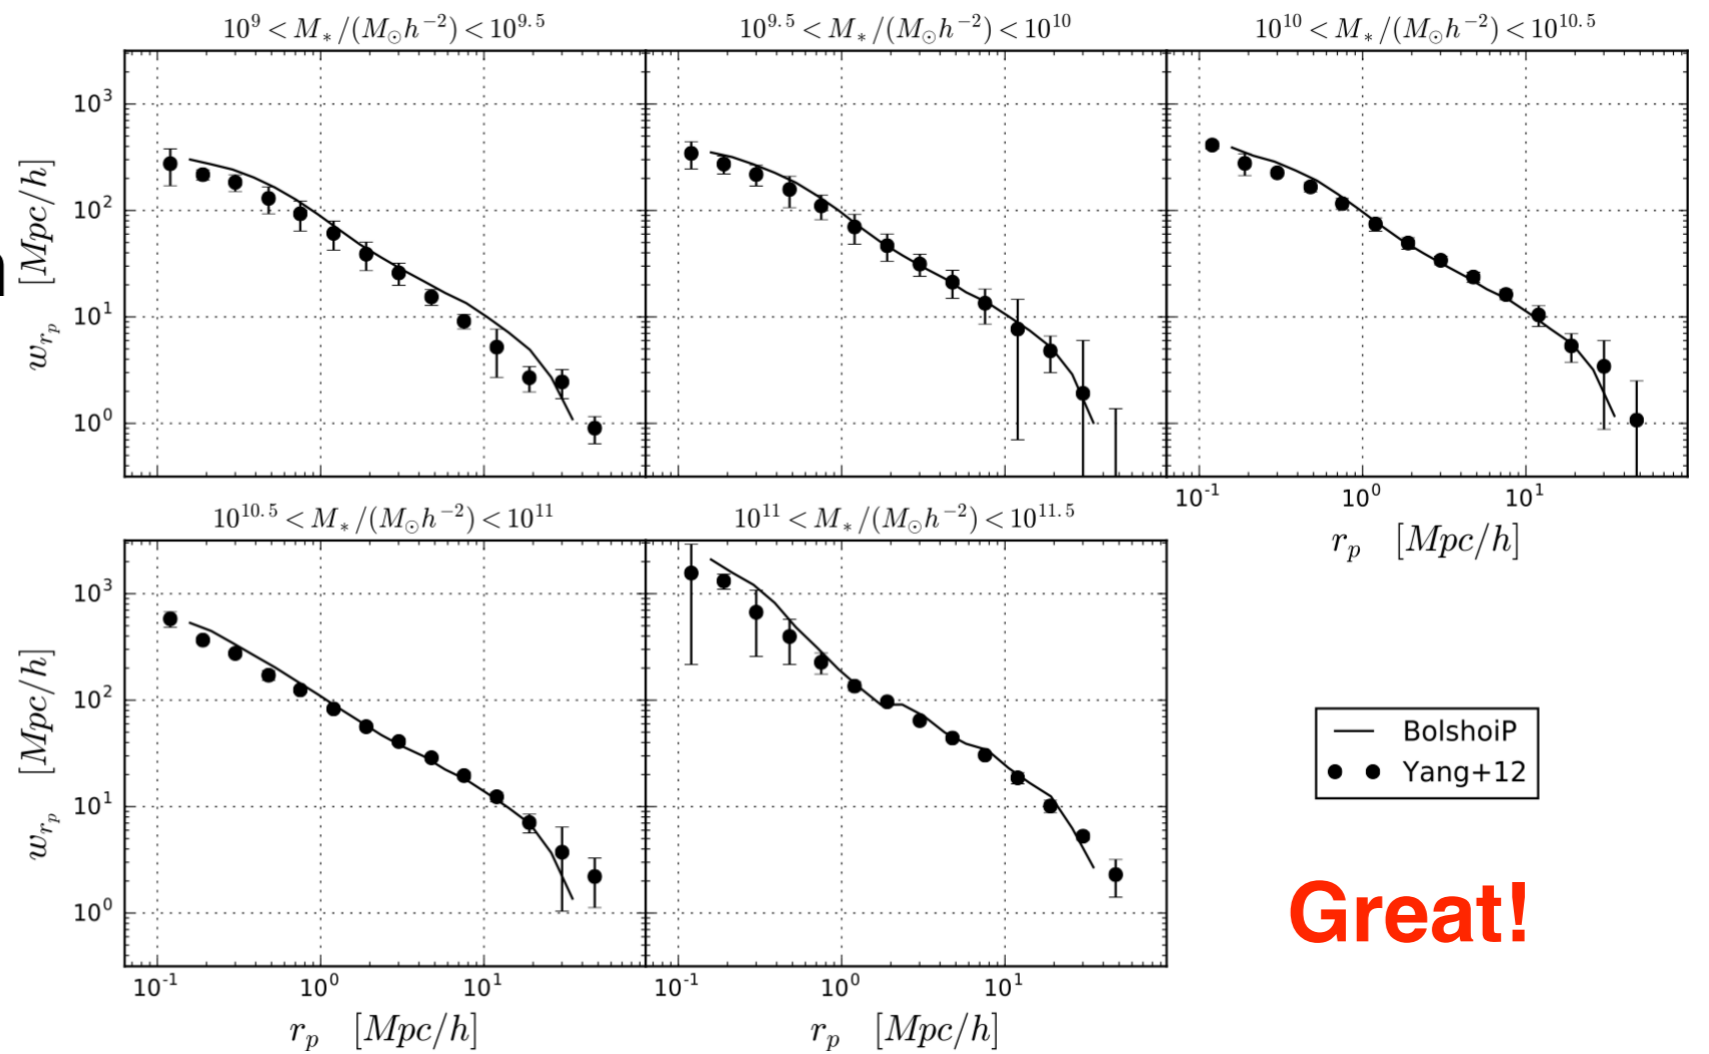 10^9 < M_*/(M_⊙h^{-2}) < 10^{9.5}
10^{9.5} < M_*/(M_⊙h^{-2}) < 10^{10}
10^{10} < M_*/(M_⊙h^{-2}) < 10^{10.5}
10^3
10^2
10^1
10^0
w_{r_p} [Mpc/h]
10^{-1} 10^0 10^1
r_p [Mpc/h]
10^{10.5} < M_*/(M_⊙h^{-2}) < 10^{11}
10^{11} < M_*/(M_⊙h^{-2}) < 10^{11.5}
10^3
10^2
10^1
10^0
w_{r_p} [Mpc/h]
10^{-1} 10^0 10^1
r_p [Mpc/h]
10^{-1} 10^0 10^1
r_p [Mpc/h]
BolshoiP
Yang+12
Great!